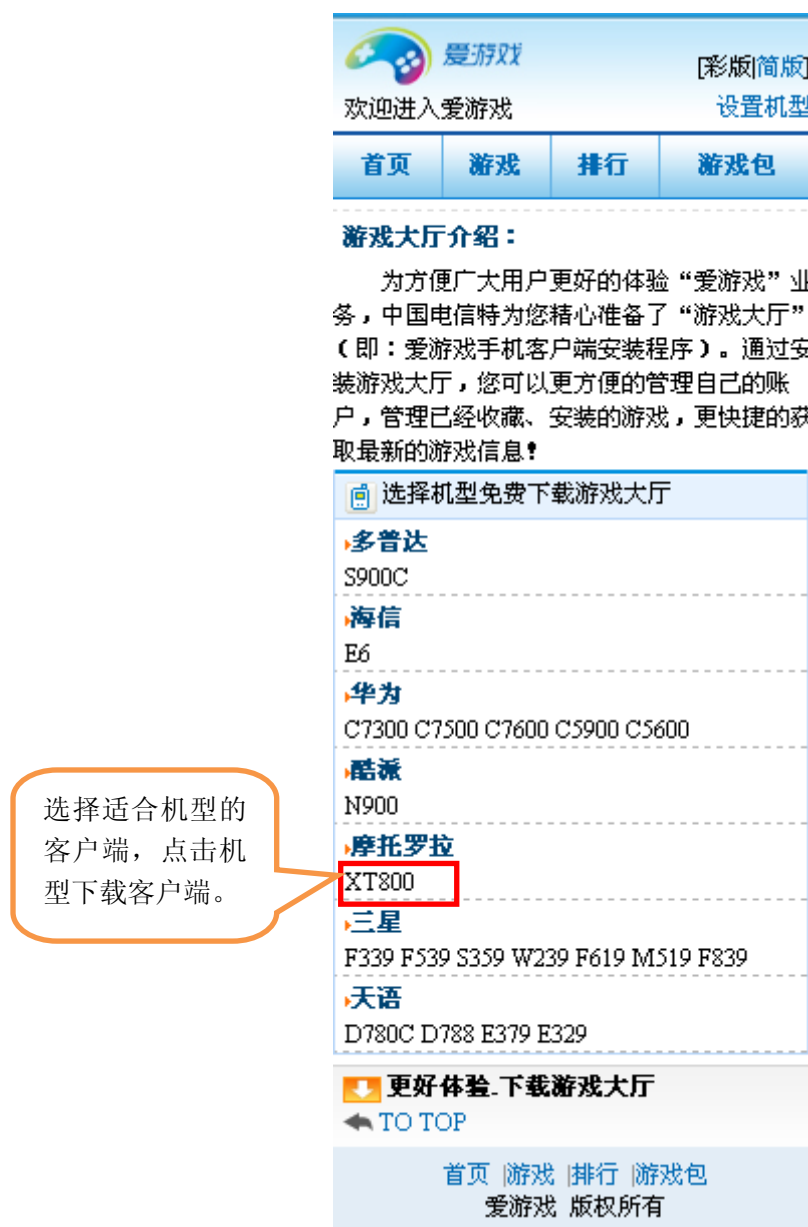 爱游戏
[彩版|简版]
欢迎进入爱游戏
设置机型
首页 游戏 排行 游戏包
游戏大厅介绍：
为方便广大用户更好的体验“爱游戏”业
务，中国电信特为您精心准备了“游戏大厅”
（即：爱游戏手机客户端安装程序）。通过安
装游戏大厅，您可以更方便的管理自己的账
户，管理已经收藏、安装的游戏，更快捷的获
取最新的游戏信息！
选择机型免费下载游戏大厅
多普达
S900C
海信
E6
华为
C7300 C7500 C7600 C5900 C5600
酷派
N900
摩托罗拉
XT800
三星
F339 F539 S359 W239 F619 M519 F839
天语
D780C D788 E379 E329
选择适合机型的
客户端，点击机
型下载客户端。
更好体验-下载游戏大厅
TO TOP
首页 |游戏 |排行 |游戏包
爱游戏 版权所有